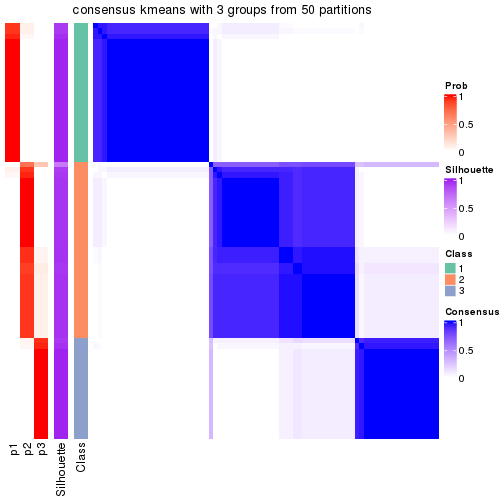 consensus kmeans with 3 groups from 50 partitions
Prob
1
0.5
0
Silhouette
1
0.5
0
Class
1
2
3
Consensus
1
0.5
0
p1
p2
p3
Silhouette
Class